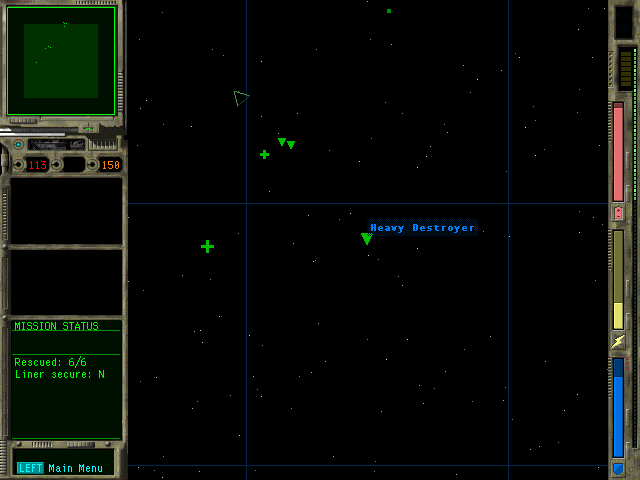 Heavy Destroyer
113 150
MISSION STATUS
Rescued: 6/6
Liner secure: N
LEFT Main Menu